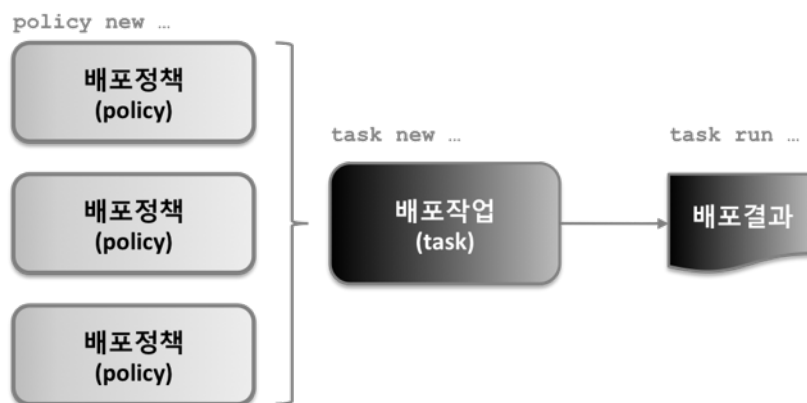 policy new …
배포정책
(policy)
배포정책
(policy)
배포정책
(policy)
task new …
배포작업
(task)
task run …
배포결과